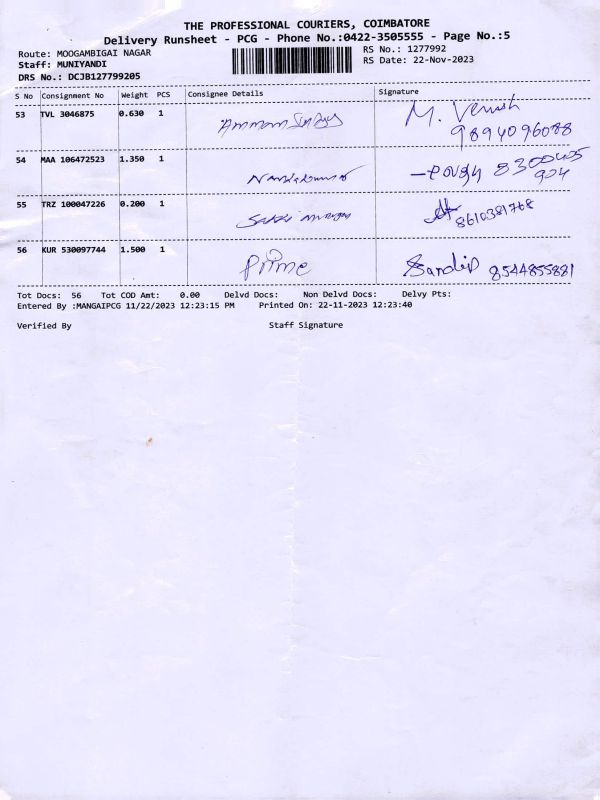 THE PROFESSIONAL COURIERS, COIMBATORE
Delivery Runsheet - PCG - Phone No.:0422-3505555 - Page No.:5
Route: MOOGAMBIGAI NAGAR
RS No.: 1277992
Staff: MUNIYANDI
RS Date: 22-Nov-2023
DRS No.: DCJB127799205
S No Consignment No Weight PCS Consignee Details Signature
53 TVL 3046875 0.630 1 M. Venush
9894096088
54 MAA 106472523 1.350 1 Nandakumar
904
55 TRZ 100047226 0.200 1
8610381768
56 KUR 530097744 1.500 1 Prime Sandip 8544855881
Tot Docs: 56 Tot COD Amt: 0.00 Delvd Docs: Non Delvd Docs: Delvy Pts:
Entered By :MANGAIPCG 11/22/2023 12:23:15 PM Printed On: 22-11-2023 12:23:40
Verified By Staff Signature